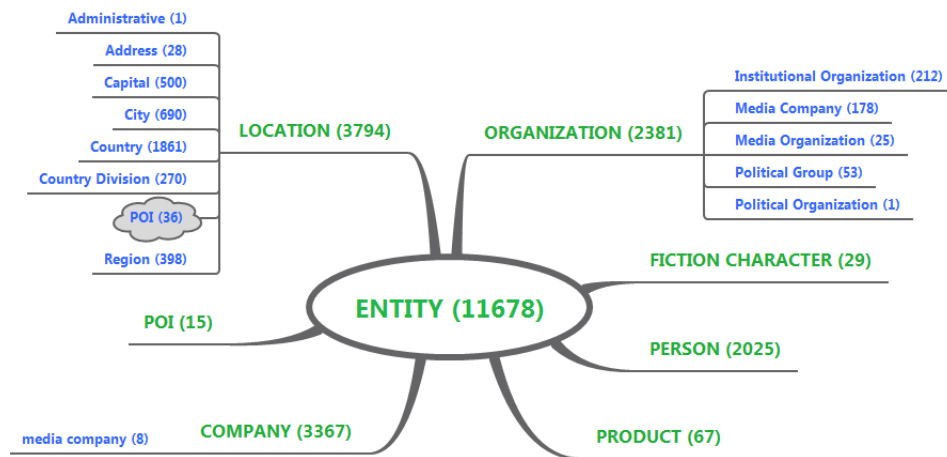 Administrative (1)
Address (28)
Capital (500)
City (690)
Country (1861)
Country Division (270)
POI (36)
Region (398)
LOCATION (3794)
ORGANIZATION (2381)
Institutional Organization (212)
Media Company (178)
Media Organization (25)
Political Group (53)
Political Organization (1)
FICTION CHARACTER (29)
ENTITY (11678)
POI (15)
PERSON (2025)
media company (8)
COMPANY (3367)
PRODUCT (67)